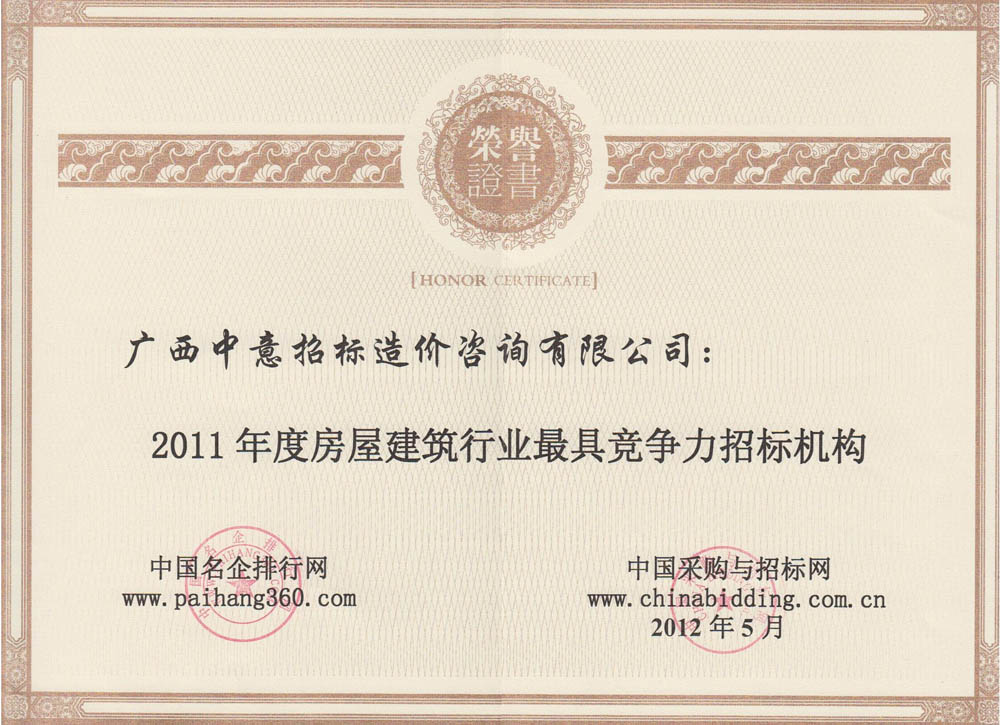 榮譽
證書
[HONOR CERTIFICATE]
广西中意招标造价咨询有限公司：
2011年度房屋建筑行业最具竞争力招标机构
中国名企排行网
www.paihang360.com
中国采购与招标网
www.chinabidding.com.cn
2012年5月